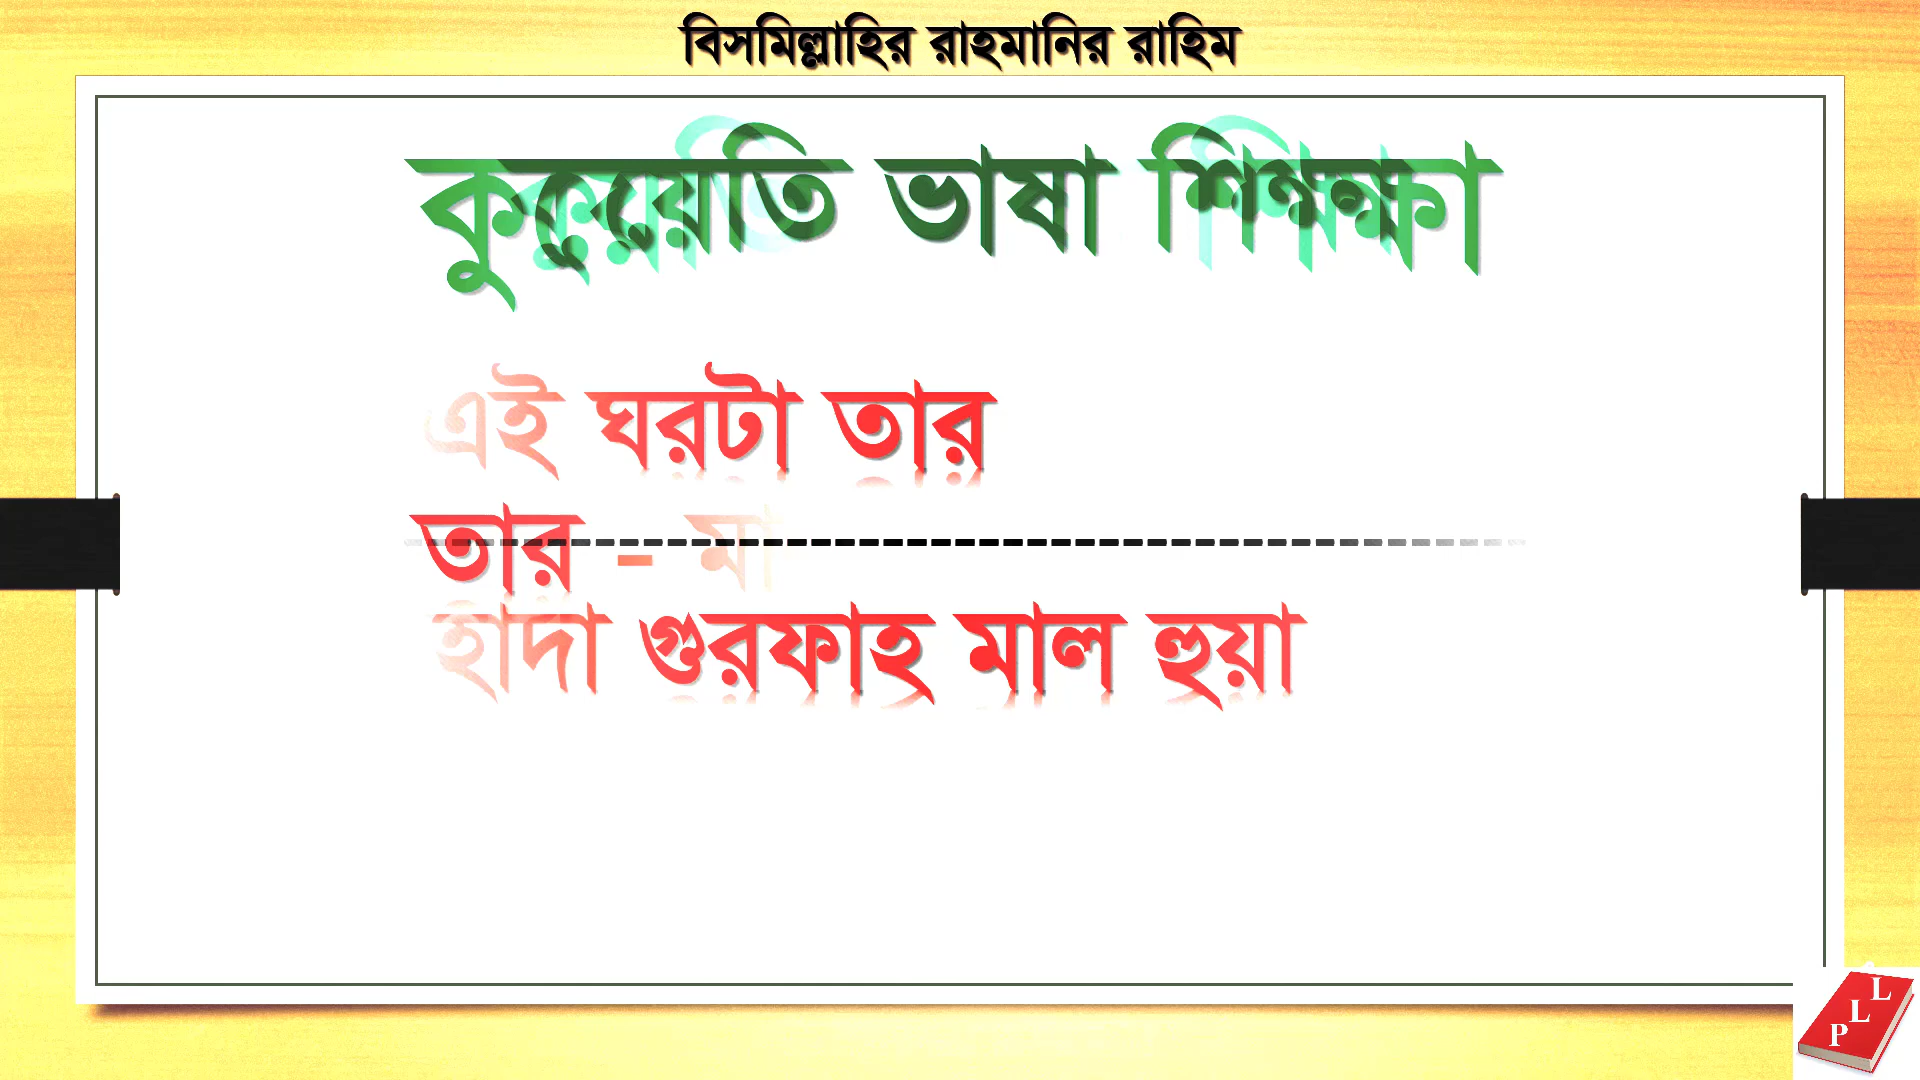 বিসমিল্লাহির রাহমানির রাহিম
কুয়েতি ভাষা শিক্ষা
এই ঘরটা তার
তার - মা
হাদা গুরফাহ মাল হুয়া
P L L